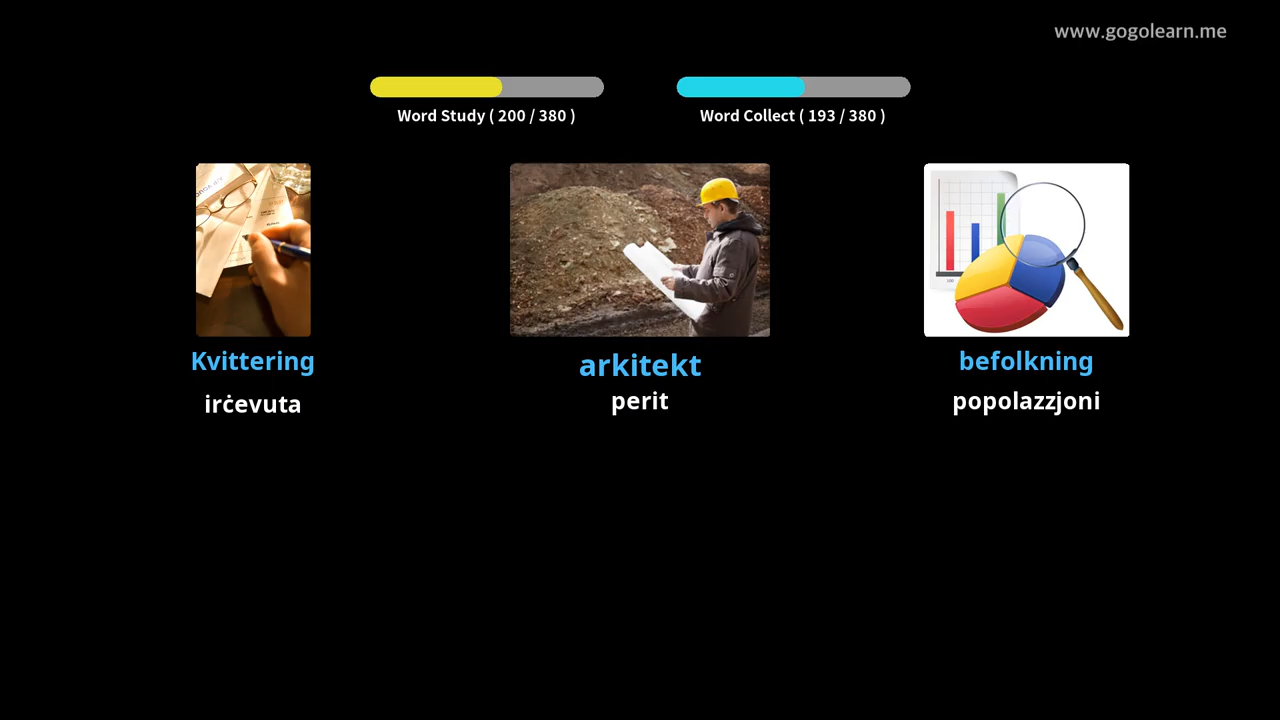 www.gogolearn.me
Word Study ( 200 / 380 )
Word Collect ( 193 / 380 )
Kvittering
arkitekt
befolkning
irċevuta
perit
popolazzjoni